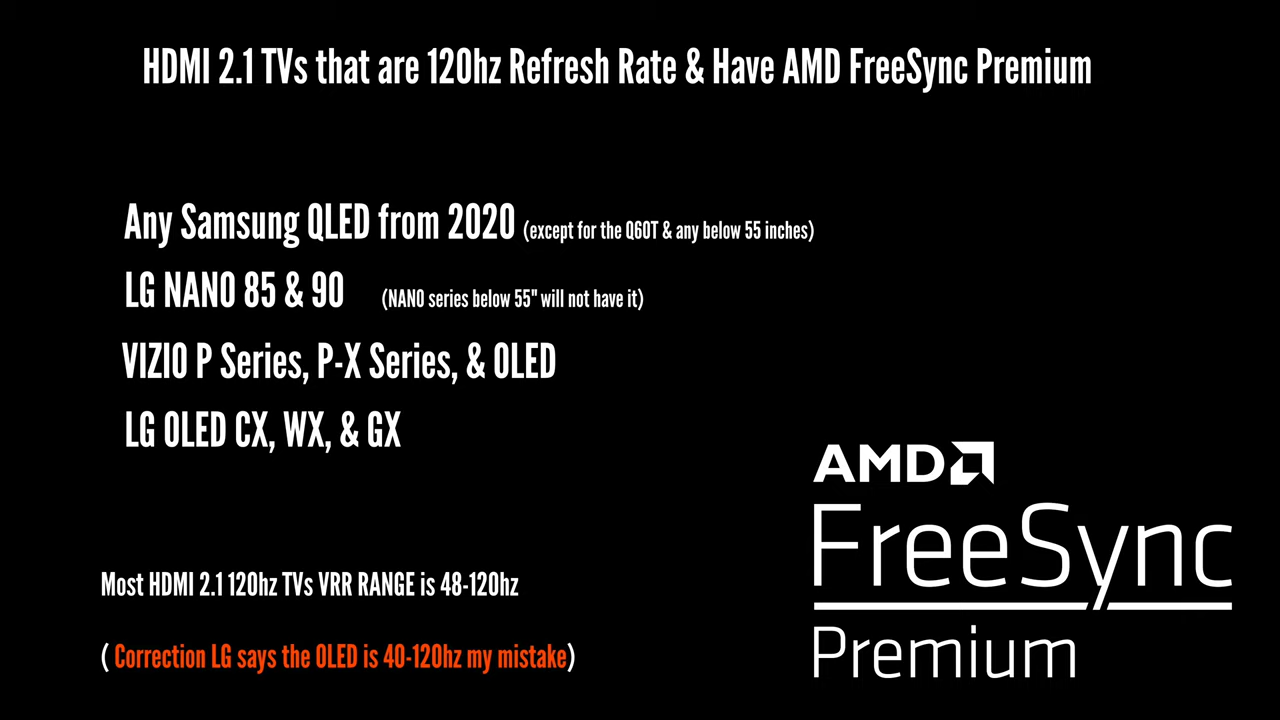 HDMI 2.1 TVs that are 120hz Refresh Rate & Have AMD FreeSync Premium
Any Samsung QLED from 2020 (except for the Q60T & any below 55 inches)
LG NANO 85 & 90 (NANO series below 55" will not have it)
VIZIO P Series, P-X Series, & OLED
LG OLED CX, WX, & GX
Most HDMI 2.1 120hz TVs VRR RANGE is 48-120hz
( Correction LG says the OLED is 40-120hz my mistake)
AMD
FreeSync
Premium